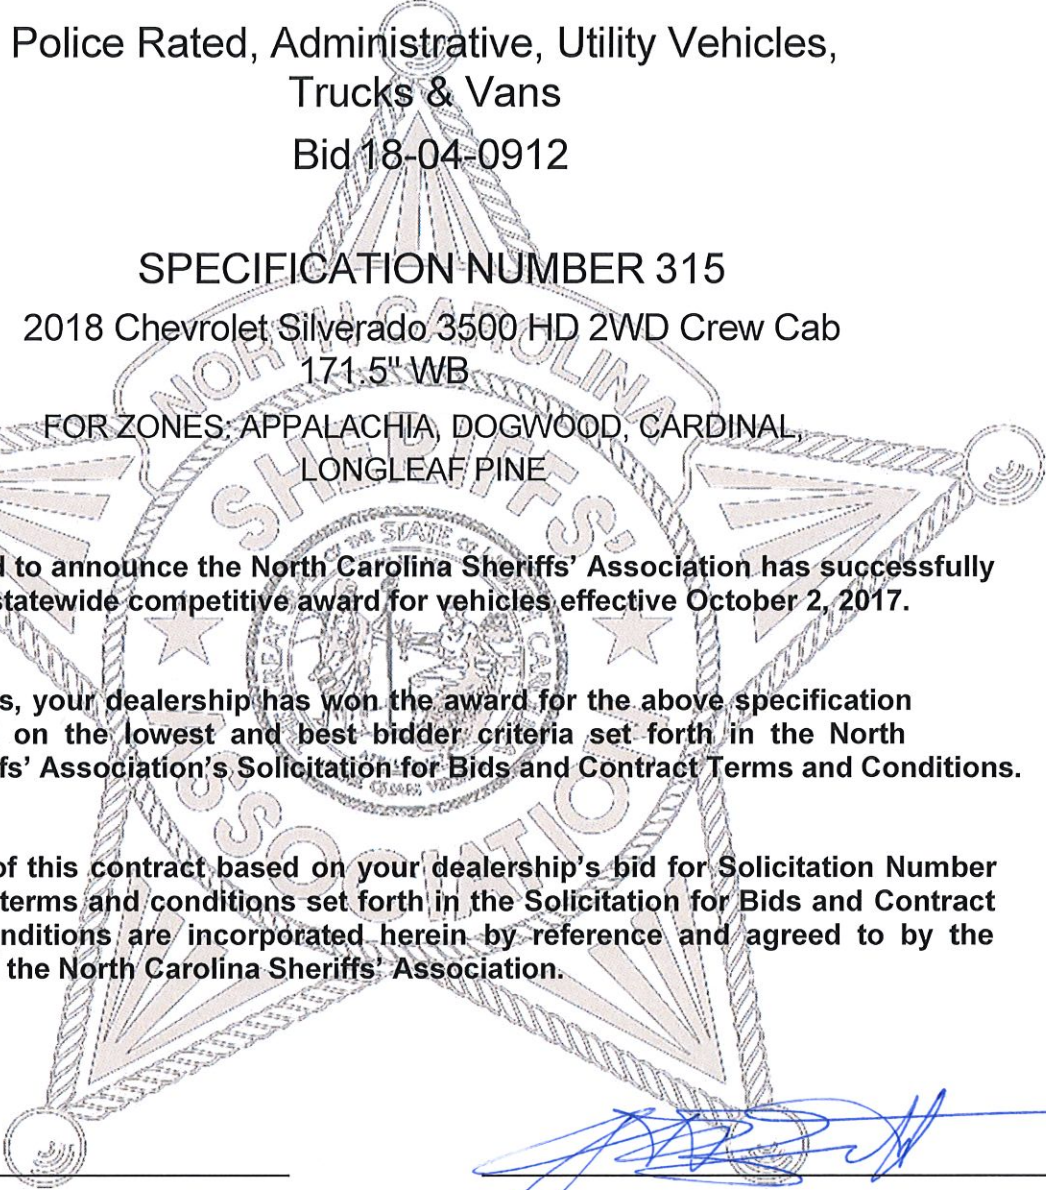 Police Rated, Administrative, Utility Vehicles,
Trucks & Vans
Bid 18-04-0912
SPECIFICATION NUMBER 315
2018 Chevrolet Silverado 3500 HD 2WD Crew Cab
171.5" WB
FOR ZONES: APPALACHIA, DOGWOOD, CARDINAL,
LONGLEAF PINE
NORTH CAROLINA
SHERIFFS'
to announce the North Carolina Sheriffs' Association has successfully
statewide competitive award for vehicles effective October 2, 2017.
s, your dealership has won the award for the above specification
on the lowest and best bidder criteria set forth in the North
fs' Association's Solicitation for Bids and Contract Terms and Conditions.
ASSOCIATION
of this contract based on your dealership's bid for Solicitation Number
terms and conditions set forth in the Solicitation for Bids and Contract
nditions are incorporated herein by reference and agreed to by the
the North Carolina Sheriffs' Association.